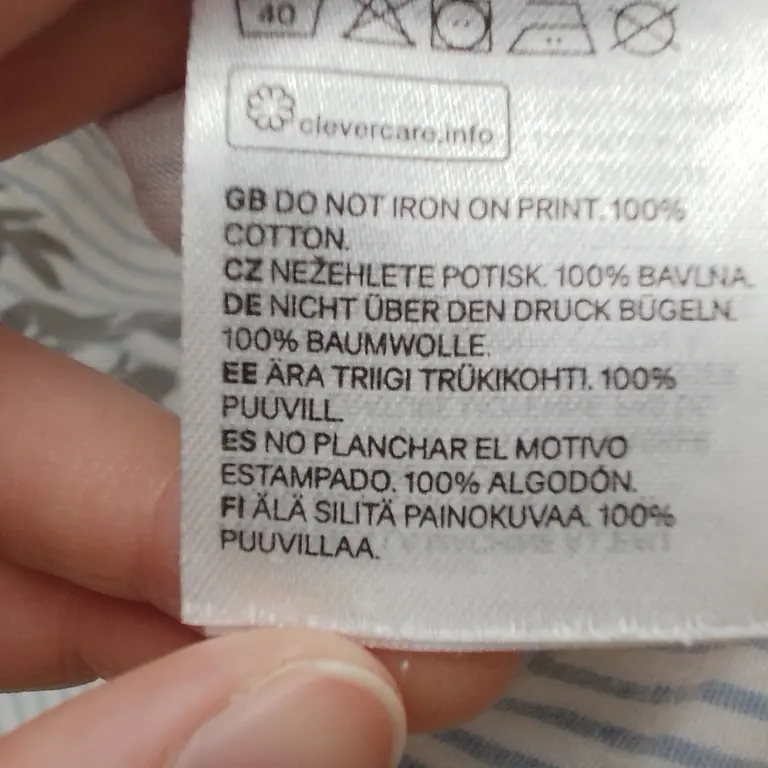 40
clevercare.info
GB DO NOT IRON ON PRINT. 100%
COTTON.
CZ NEŽEHLETE POTISK. 100% BAVLNA.
DE NICHT ÜBER DEN DRUCK BÜGELN.
100% BAUMWOLLE.
EE ÄRA TRIIGI TRÜKIKOHTI. 100%
PUUVILL.
ES NO PLANCHAR EL MOTIVO
ESTAMPADO. 100% ALGODÓN.
FI ÄLÄ SILITÄ PAINOKUVAA. 100%
PUUVILLAA.